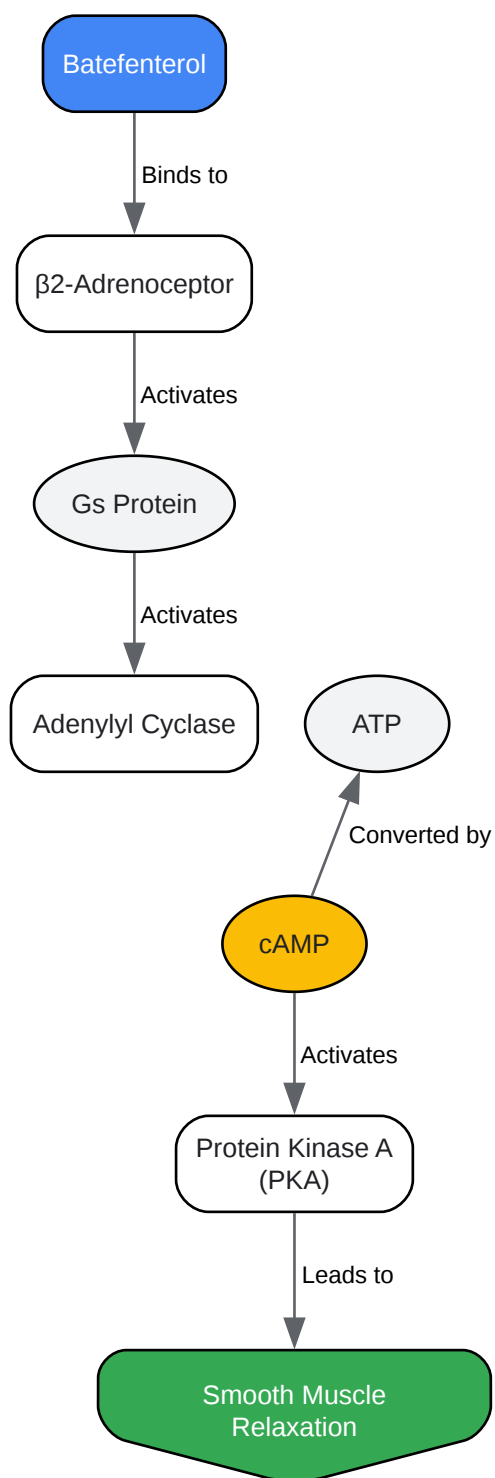 Batefenterol
Binds to
β2-Adrenoceptor
Activates
Gs Protein
Activates
Adenylyl Cyclase
ATP
Converted by
cAMP
Activates
Protein Kinase A
(PKA)
Leads to
Smooth Muscle
Relaxation